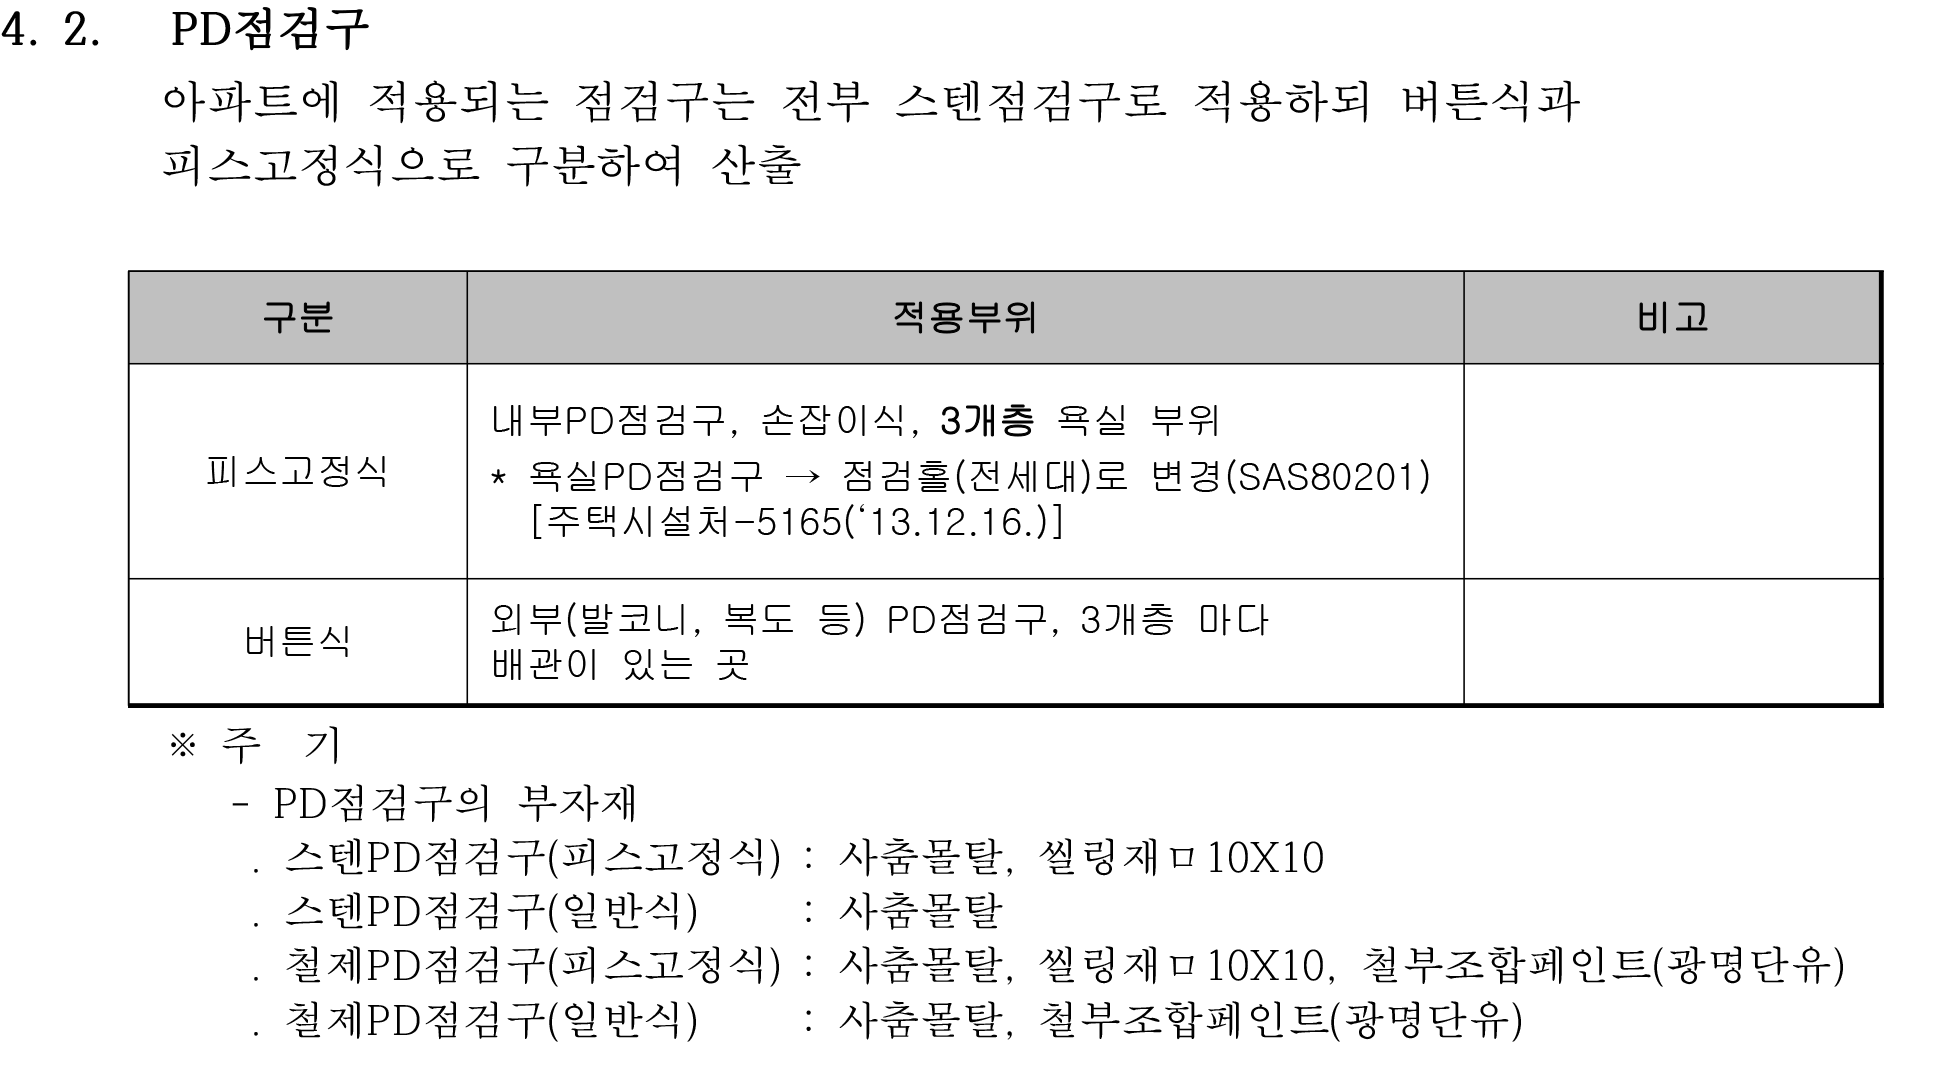 4. 2. PD점검구
아파트에 적용되는 점검구는 전부 스텐점검구로 적용하되 버튼식과
피스고정식으로 구분하여 산출
구분 적용부위 비고
피스고정식
내부PD점검구, 손잡이식, 3개층 욕실 부위
* 욕실PD점검구 → 점검홀(전세대)로 변경(SAS80201)
[주택시설처-5165(‘13.12.16.)]
버튼식
외부(발코니, 복도 등) PD점검구, 3개층 마다
배관이 있는 곳
※ 주 기
- PD점검구의 부자재
. 스텐PD점검구(피스고정식) : 사춤몰탈, 씰링재ㅁ10X10
. 스텐PD점검구(일반식) : 사춤몰탈
. 철제PD점검구(피스고정식) : 사춤몰탈, 씰링재ㅁ10X10, 철부조합페인트(광명단유)
. 철제PD점검구(일반식) : 사춤몰탈, 철부조합페인트(광명단유)